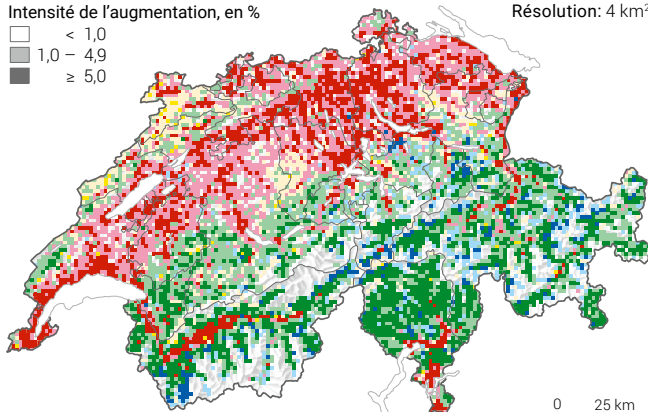 Intensité de l’augmentation, en %
< 1,0
1,0 – 4,9
≥ 5,0
Résolution: 4 km²
0 25 km